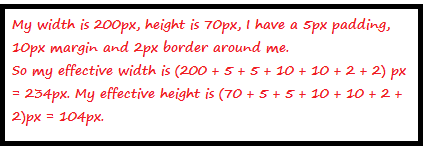 My width is 200px, height is 70px, I have a 5px padding,
10px margin and 2px border around me.
So my effective width is (200 + 5 + 5 + 10 + 10 + 2 + 2) px
= 234px. My effective height is (70 + 5 + 5 + 10 + 10 + 2 +
2)px = 104px.